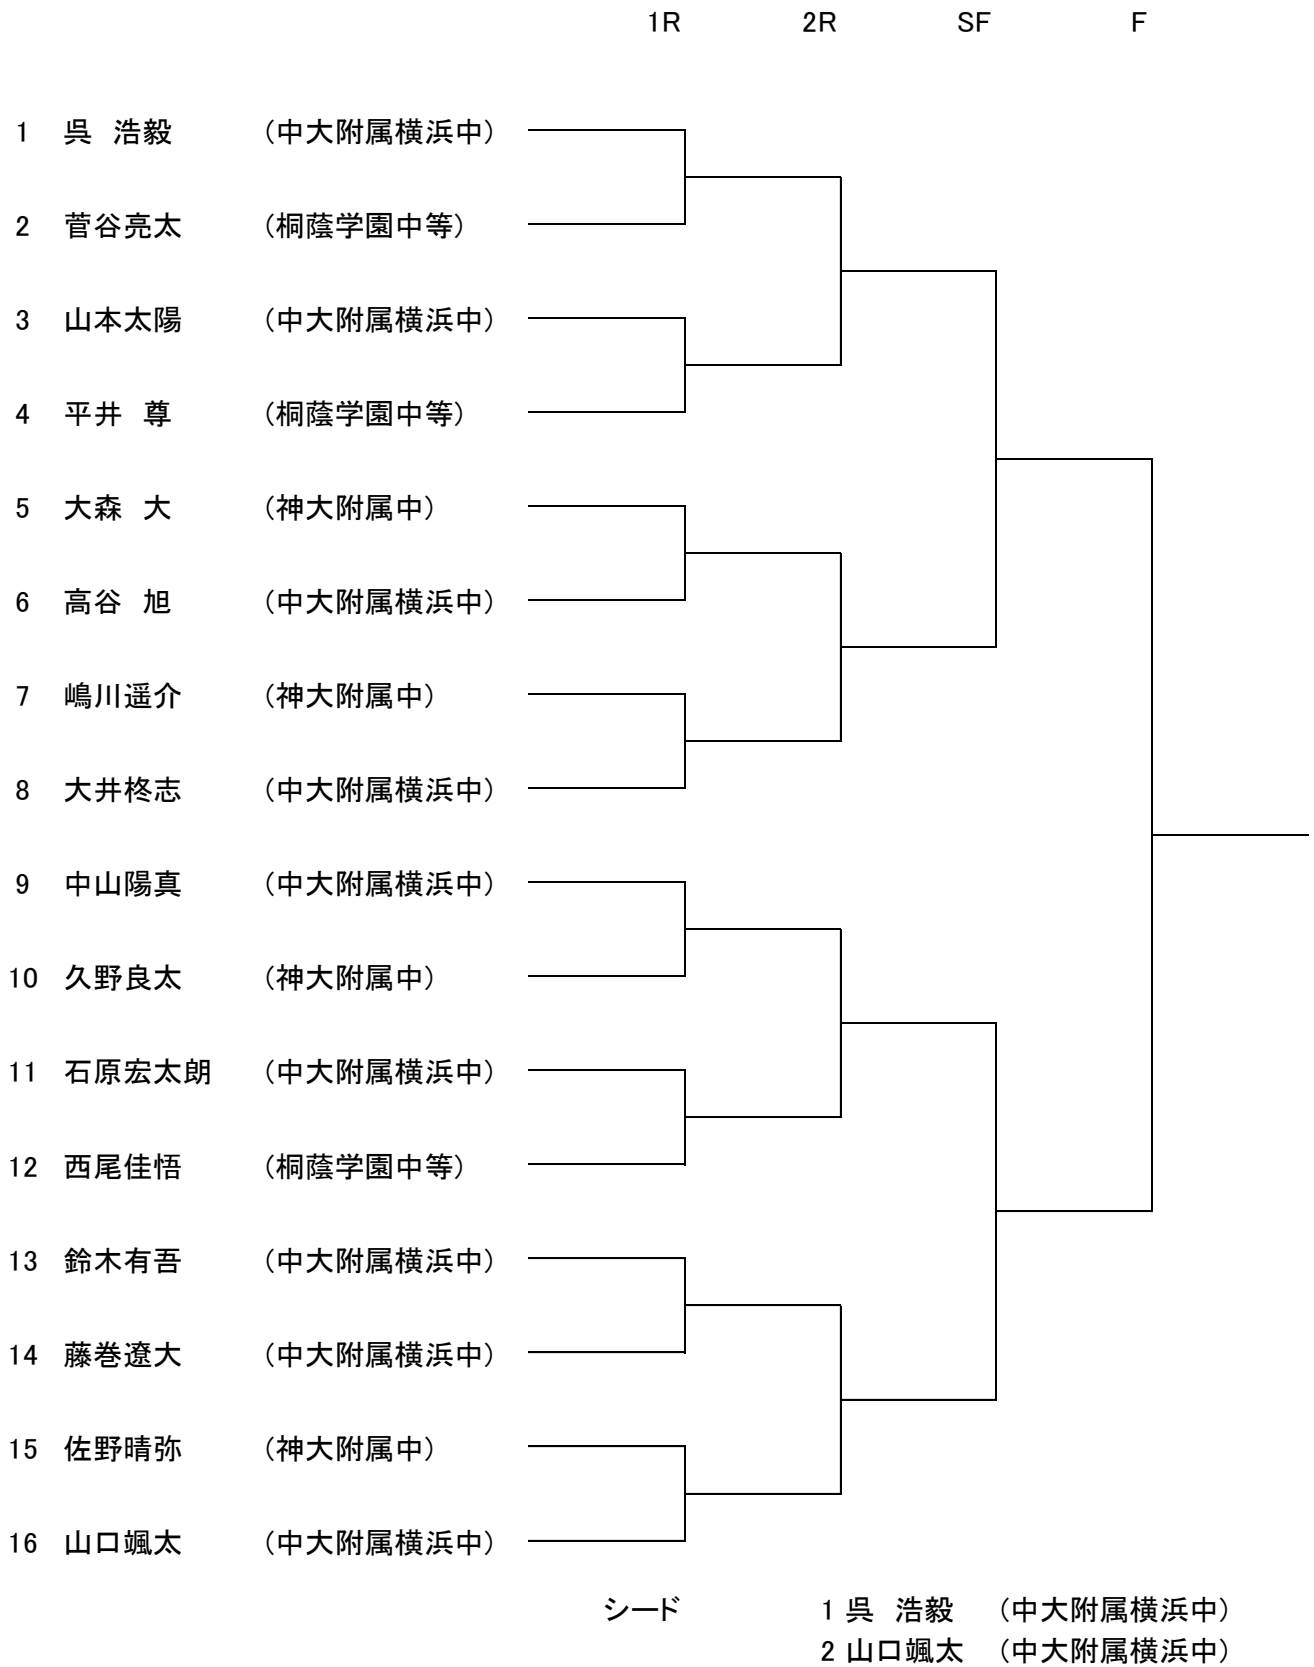 1R 2R SF F
1 呉 浩毅 (中大附属横浜中)
2 菅谷亮太 (桐蔭学園中等)
3 山本太陽 (中大附属横浜中)
4 平井 尊 (桐蔭学園中等)
5 大森 大 (神大附属中)
6 高谷 旭 (中大附属横浜中)
7 嶋川遥介 (神大附属中)
8 大井柊志 (中大附属横浜中)
9 中山陽真 (中大附属横浜中)
10 久野良太 (神大附属中)
11 石原宏太朗 (中大附属横浜中)
12 西尾佳悟 (桐蔭学園中等)
13 鈴木有吾 (中大附属横浜中)
14 藤巻遼大 (中大附属横浜中)
15 佐野晴弥 (神大附属中)
16 山口颯太 (中大附属横浜中)
シード 1 呉 浩毅 (中大附属横浜中)
2 山口颯太 (中大附属横浜中)